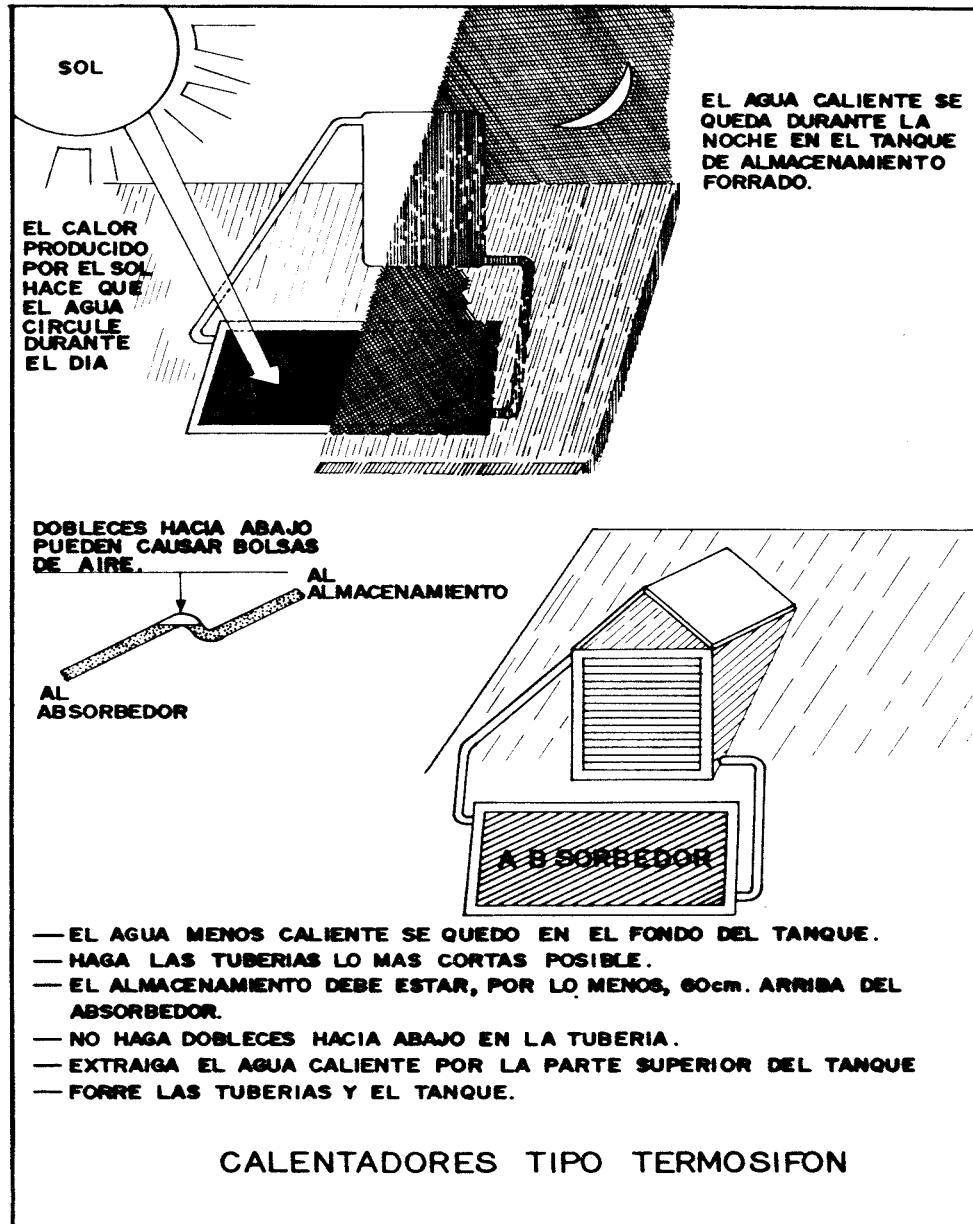 SOL
EL AGUA CALIENTE SE
QUEDA DURANTE LA
NOCHE EN EL TANQUE
DE ALMACENAMIENTO
FORRADO.
EL CALOR
PRODUCIDO
POR EL SOL
HACE QUE
EL AGUA
CIRCULE
DURANTE
EL DIA
DOBLECES HACIA ABAJO
PUEDEN CAUSAR BOLSAS
DE AIRE.
AL
ALMACENAMIENTO
AL
ABSORBEDOR
ABSORBEDOR
— EL AGUA MENOS CALIENTE SE QUEDO EN EL FONDO DEL TANQUE.
— HAGA LAS TUBERIAS LO MAS CORTAS POSIBLE.
— EL ALMACENAMIENTO DEBE ESTAR, POR LO MENOS, 60cm. ARRIBA DEL
ABSORBEDOR.
— NO HAGA DOBLECES HACIA ABAJO EN LA TUBERIA.
— EXTRAIGA EL AGUA CALIENTE POR LA PARTE SUPERIOR DEL TANQUE
— FORRE LAS TUBERIAS Y EL TANQUE.
CALENTADORES TIPO TERMOSIFON